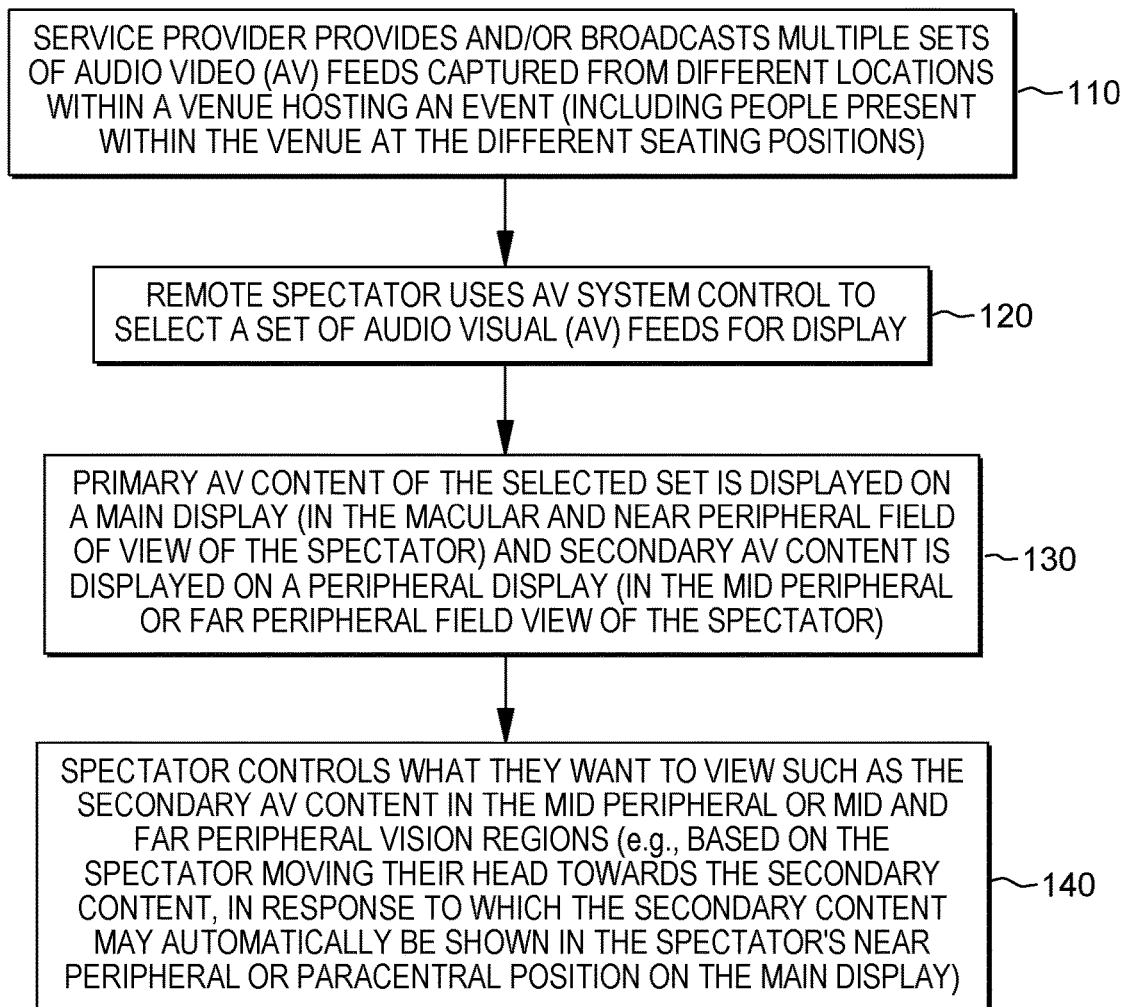 SERVICE PROVIDER PROVIDES AND/OR BROADCASTS MULTIPLE SETS
OF AUDIO VIDEO (AV) FEEDS CAPTURED FROM DIFFERENT LOCATIONS
WITHIN A VENUE HOSTING AN EVENT (INCLUDING PEOPLE PRESENT
WITHIN THE VENUE AT THE DIFFERENT SEATING POSITIONS)
110
REMOTE SPECTATOR USES AV SYSTEM CONTROL TO
SELECT A SET OF AUDIO VISUAL (AV) FEEDS FOR DISPLAY
120
PRIMARY AV CONTENT OF THE SELECTED SET IS DISPLAYED ON
A MAIN DISPLAY (IN THE MACULAR AND NEAR PERIPHERAL FIELD
OF VIEW OF THE SPECTATOR) AND SECONDARY AV CONTENT IS
DISPLAYED ON A PERIPHERAL DISPLAY (IN THE MID PERIPHERAL
OR FAR PERIPHERAL FIELD VIEW OF THE SPECTATOR)
130
SPECTATOR CONTROLS WHAT THEY WANT TO VIEW SUCH AS THE
SECONDARY AV CONTENT IN THE MID PERIPHERAL OR MID AND
FAR PERIPHERAL VISION REGIONS (e.g., BASED ON THE
SPECTATOR MOVING THEIR HEAD TOWARDS THE SECONDARY
CONTENT, IN RESPONSE TO WHICH THE SECONDARY CONTENT
MAY AUTOMATICALLY BE SHOWN IN THE SPECTATOR'S NEAR
PERIPHERAL OR PARACENTRAL POSITION ON THE MAIN DISPLAY)
140